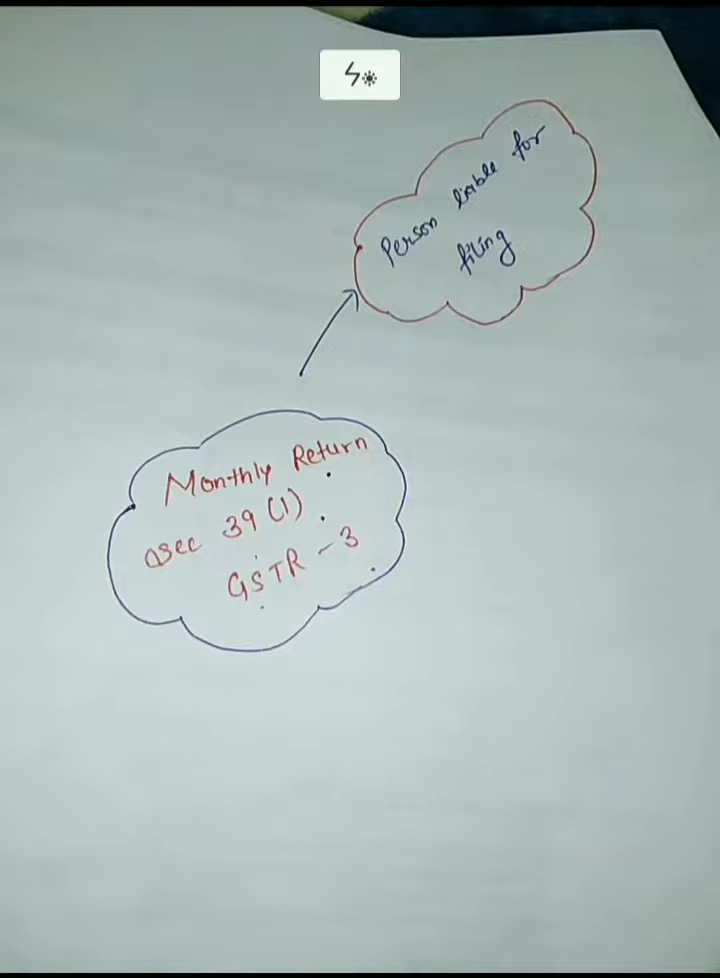 Person liable for
filing
Monthly Return
sec 39 (1)
GSTR - 3